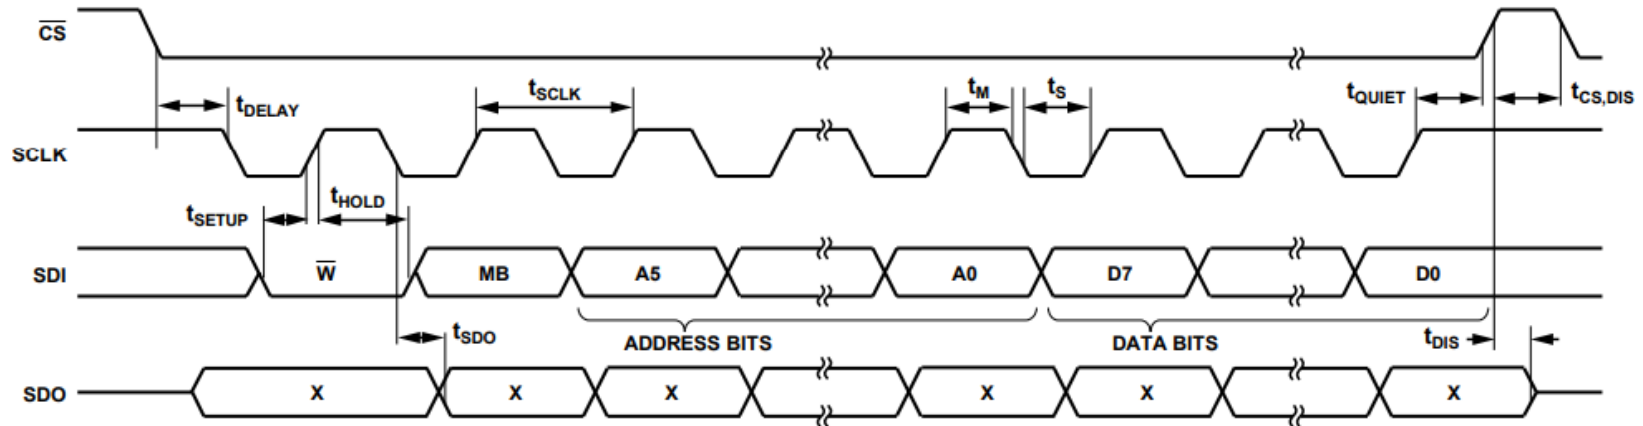 CS
tDELAY
tSCLK
tM
tS
tQUIET
tCS,DIS
SCLK
tSETUP
tHOLD
SDI
W
MB
A5
A0
D7
D0
tSDO
ADDRESS BITS
DATA BITS
tDIS
SDO
X
X
X
X
X
X